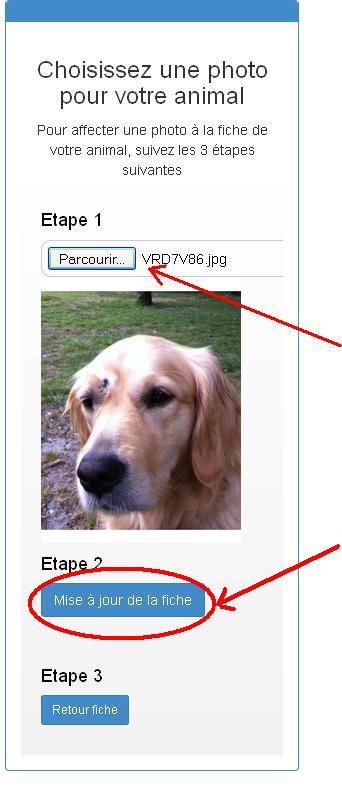 Choisissez une photo
pour votre animal
Pour affecter une photo à la fiche de
votre animal, suivez les 3 étapes
suivantes
Etape 1
Parcourir... VRD7V86.jpg
Etape 2
Mise à jour de la fiche
Etape 3
Retour fiche